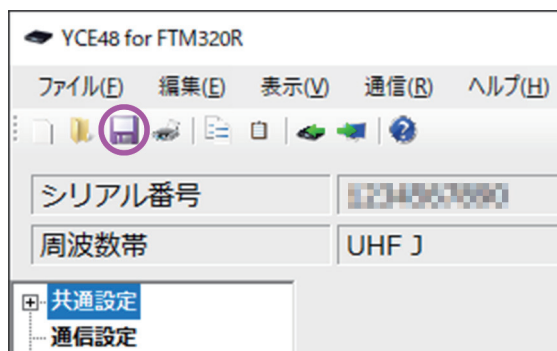 YCE48 for FTM320R
ファイル(F) 編集(E) 表示(V) 通信(R) ヘルプ(H)
シリアル番号
周波数帯 UHF J
共通設定
通信設定